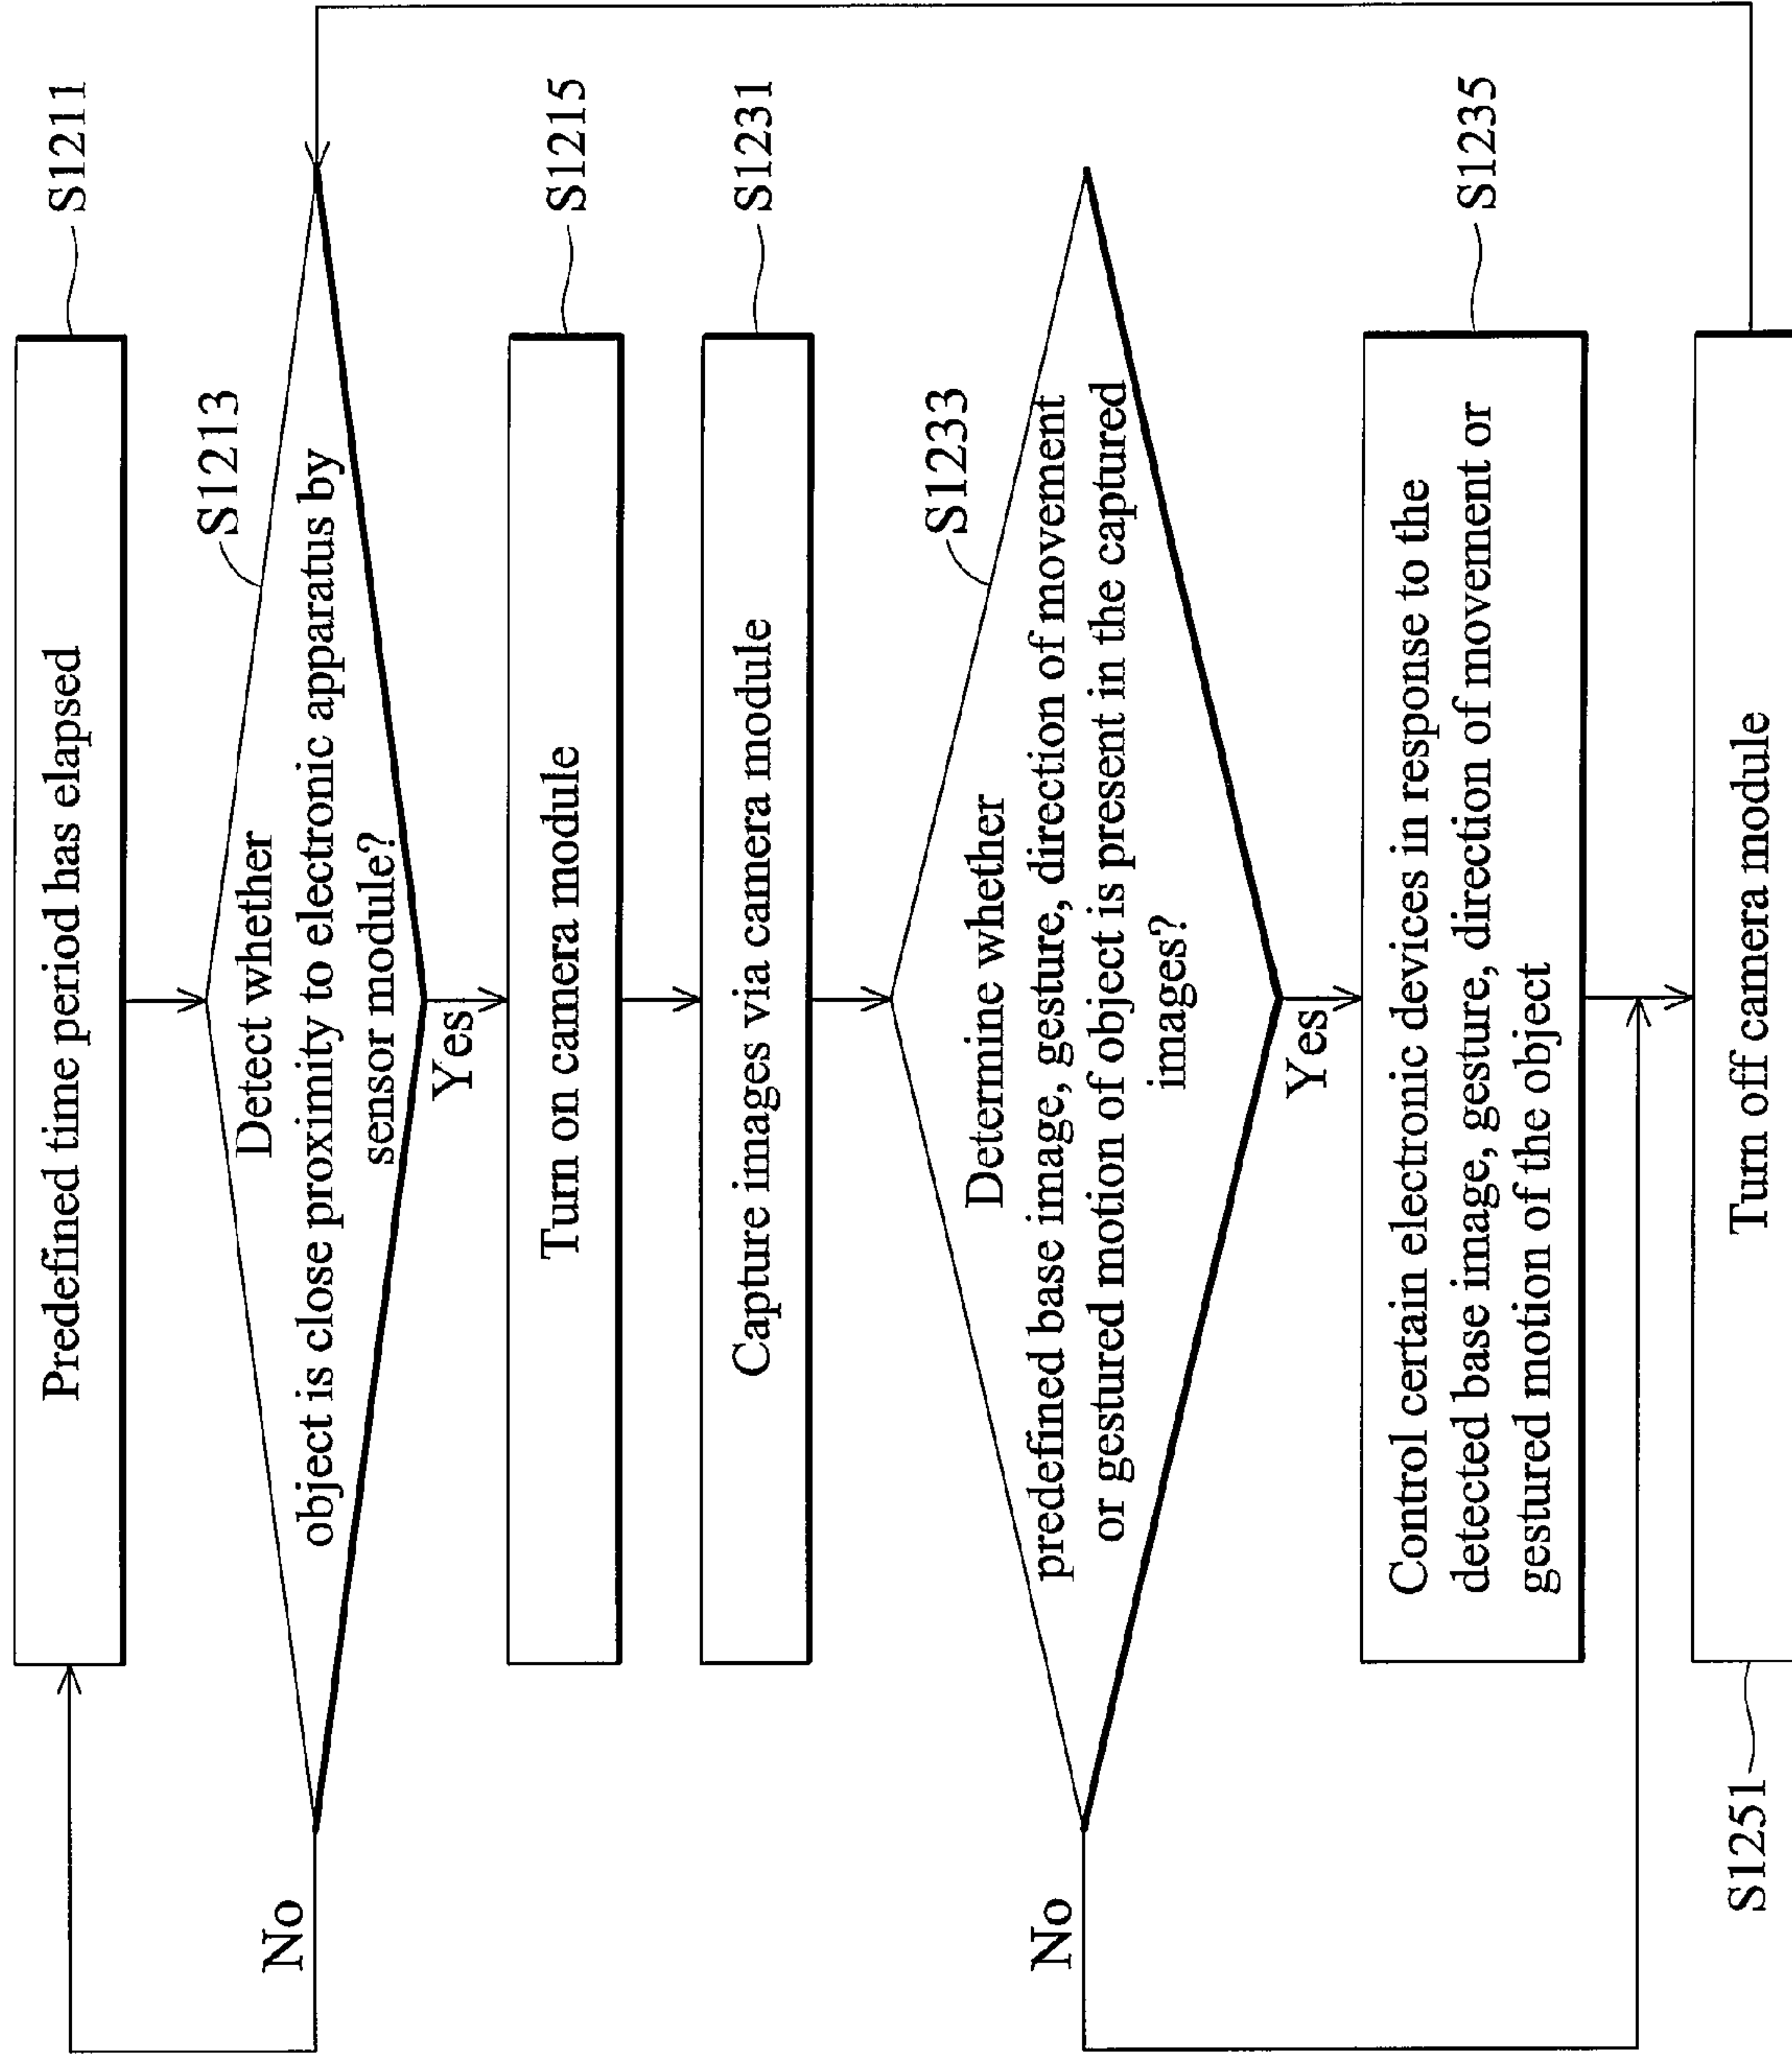 Predefined time period has elapsed
S1211
S1213
Detect whether
object is close proximity to electronic apparatus by
sensor module?
No
Yes
Turn on camera module
S1215
Capture images via camera module
S1231
S1233
Determine whether
predefined base image, gesture, direction of movement
or gestured motion of object is present in the captured
images?
No
Yes
Control certain electronic devices in response to the
detected base image, gesture, direction of movement or
gestured motion of the object
S1235
S1251
Turn off camera module